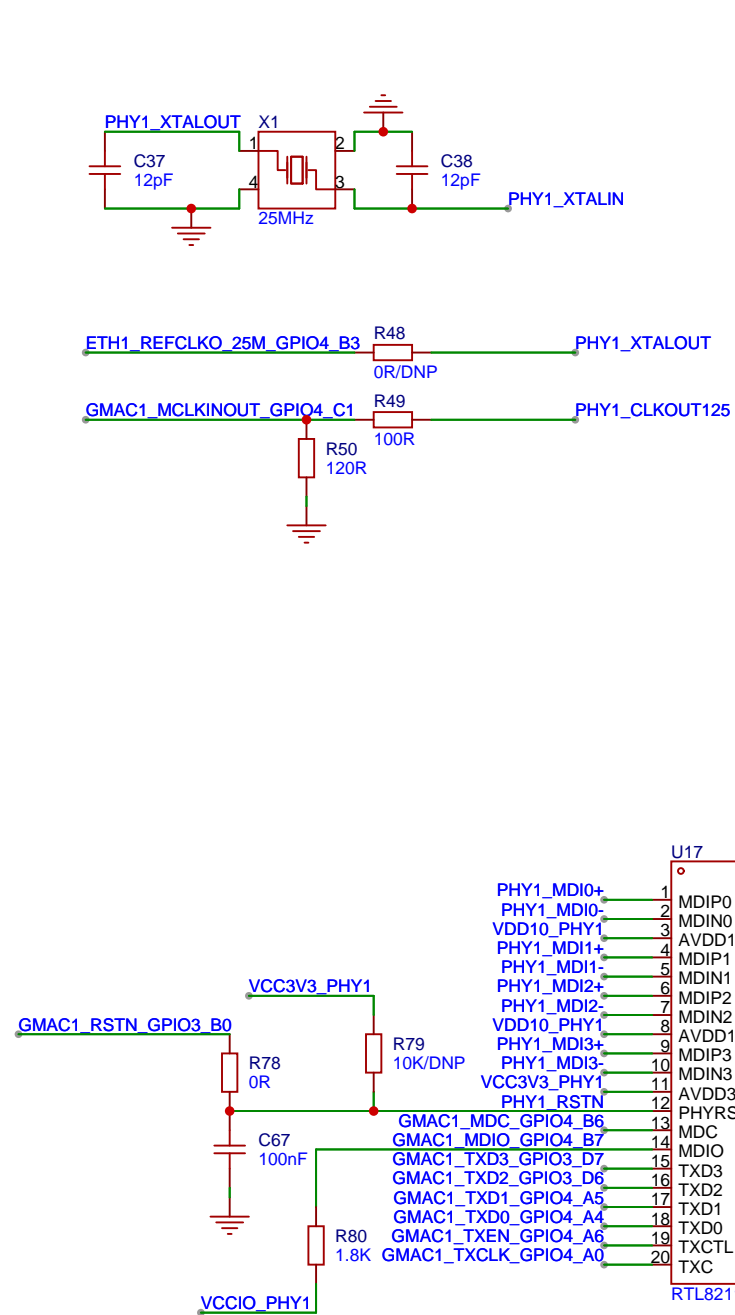 PHY1_XTALOUT X1
1 2
C37 C38
12pF 12pF
4 3
PHY1_XTALIN
25MHz
ETH1_REFCLKO_25M_GPIO4_B3 R48 PHY1_XTALOUT
0R/DNP
GMAC1_MCLKINOUT_GPIO4_C1 R49 PHY1_CLKOUT125
100R
R50
120R
U17
PHY1_MDI0+ 1 MDIP0
PHY1_MDI0- 2 MDIN0
VDD10_PHY1 3 AVDD1
PHY1_MDI1+ 4 MDIP1
PHY1_MDI1- 5 MDIN1
VCC3V3_PHY1
PHY1_MDI2+ 6 MDIP2
PHY1_MDI2- 7 MDIN2
GMAC1_RSTN_GPIO3_B0
VDD10_PHY1 8 AVDD1
PHY1_MDI3+ 9 MDIP3
R79
10K/DNP
R78
0R
PHY1_MDI3- 10 MDIN3
VCC3V3_PHY1 11 AVDD3
PHY1_RSTN 12 PHYRS
GMAC1_MDC_GPIO4_B6 13 MDC
C67
100nF
GMAC1_MDIO_GPIO4_B7 14 MDIO
GMAC1_TXD3_GPIO3_D7 15 TXD3
GMAC1_TXD2_GPIO3_D6 16 TXD2
GMAC1_TXD1_GPIO4_A5 17 TXD1
GMAC1_TXD0_GPIO4_A4 18 TXD0
GMAC1_TXEN_GPIO4_A6 19 TXCTL
GMAC1_TXCLK_GPIO4_A0 20 TXC
R80
1.8K
RTL821
VCCIO_PHY1